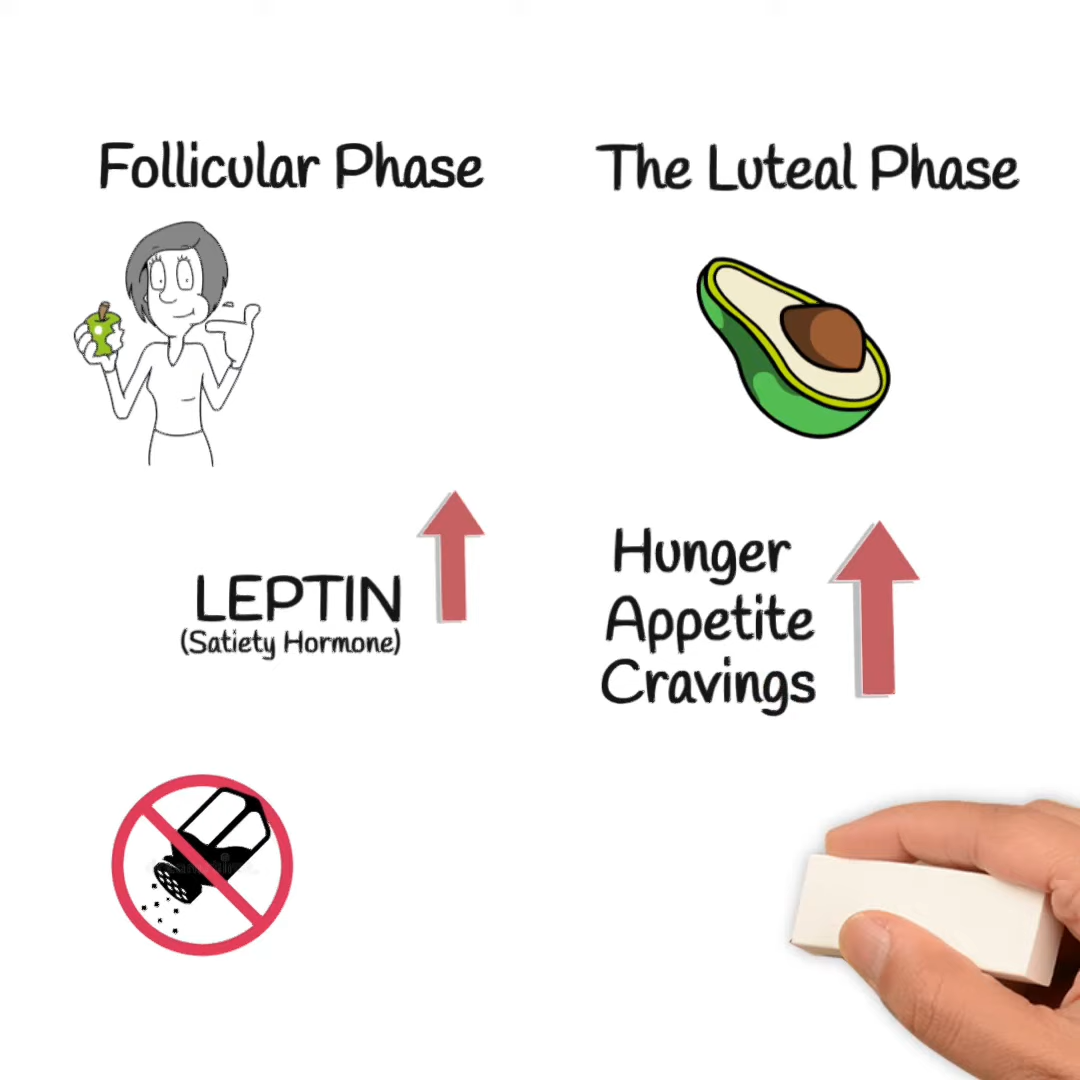 Follicular Phase
The Luteal Phase
LEPTIN
(Satiety Hormone)
Hunger
Appetite
Cravings